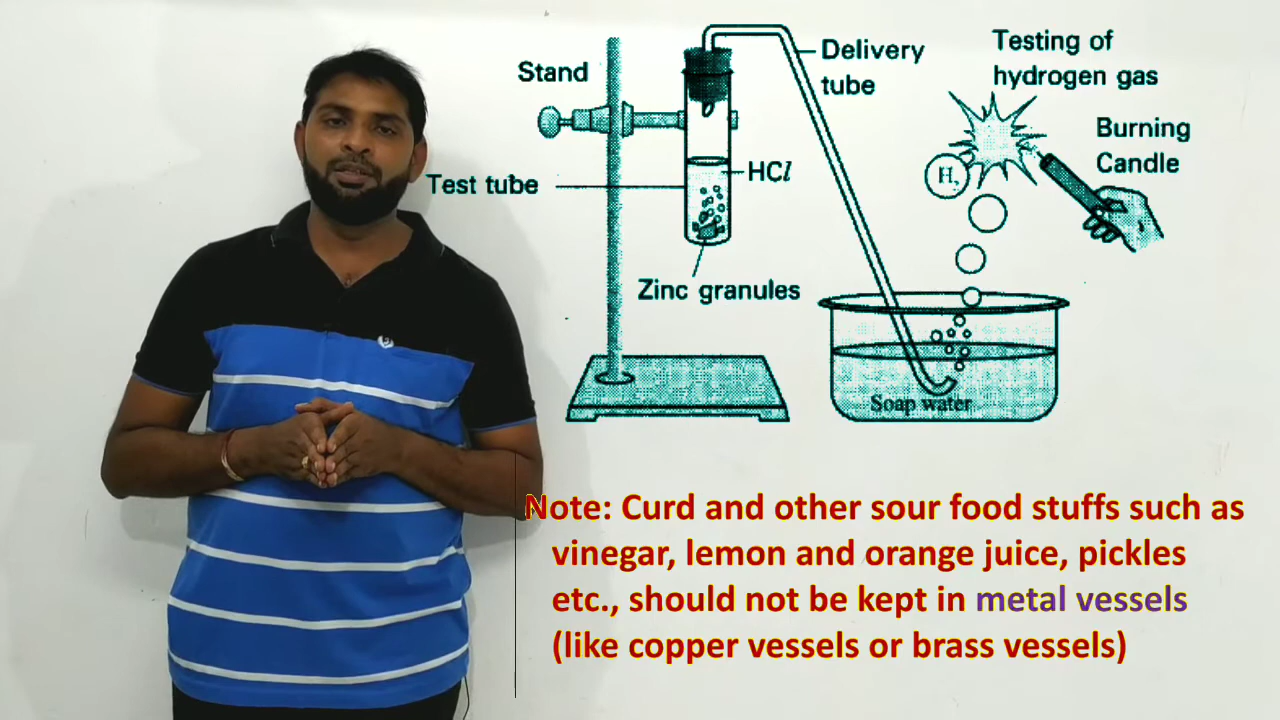 Stand
Delivery
tube
Testing of
hydrogen gas
Burning
Candle
H₂
Test tube
HCl
Zinc granules
Soap water
Note: Curd and other sour food stuffs such as
vinegar, lemon and orange juice, pickles
etc., should not be kept in metal vessels
(like copper vessels or brass vessels)